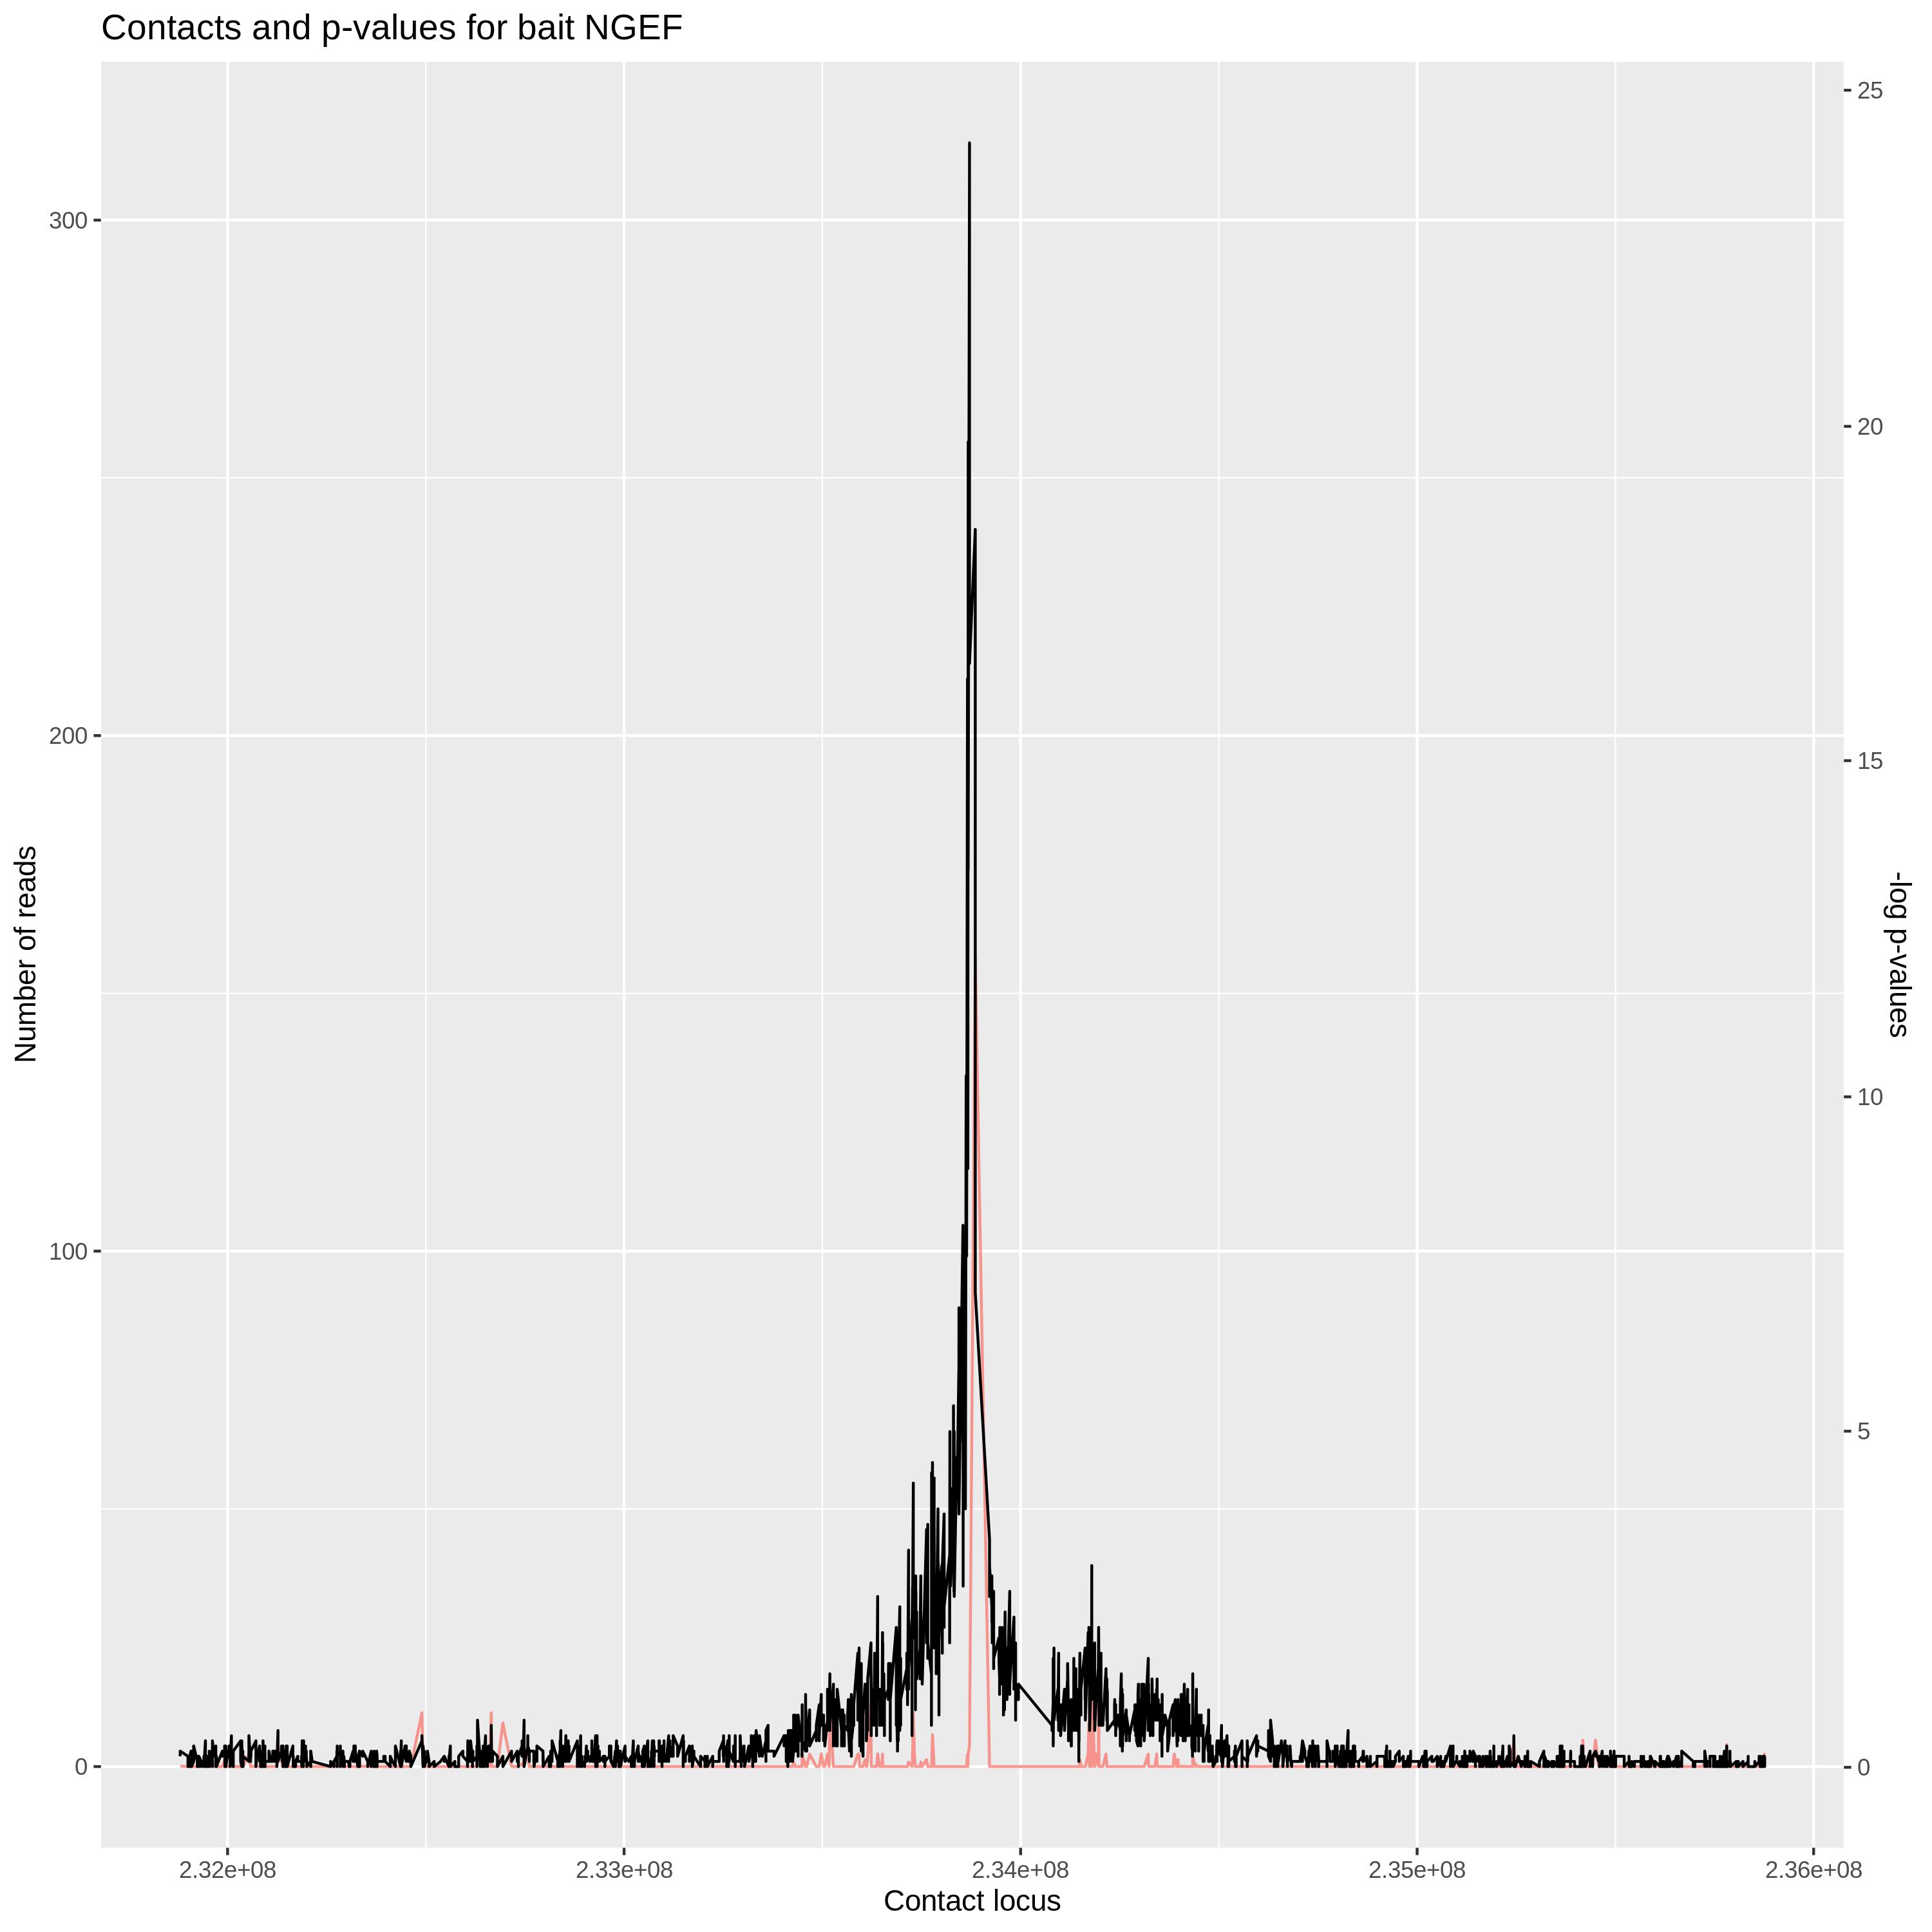 Contacts and p-values for bait NGEF
Number of reads
300
200
100
0
25
20
15
10
5
0
-log p-values
2.32e+08
2.33e+08
2.34e+08
2.35e+08
2.36e+08
Contact locus